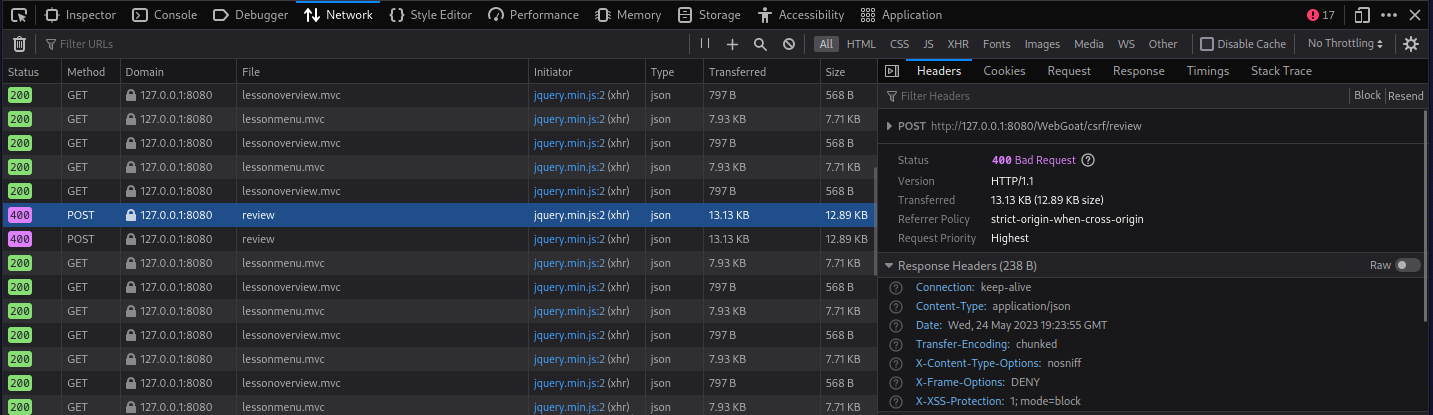 Inspector Console Debugger Network Style Editor Performance Memory Storage Accessibility Application 17
Filter URLs All HTML CSS JS XHR Fonts Images Media WS Other Disable Cache No Throttling
Status Method Domain File Initiator Type Transferred Size
200 GET 127.0.0.1:8080 lessonoverview.mvc jquery.min.js:2 (xhr) json 797 B 568 B
200 GET 127.0.0.1:8080 lessonmenu.mvc jquery.min.js:2 (xhr) json 7.93 KB 7.71 KB
200 GET 127.0.0.1:8080 lessonoverview.mvc jquery.min.js:2 (xhr) json 797 B 568 B
200 GET 127.0.0.1:8080 lessonmenu.mvc jquery.min.js:2 (xhr) json 7.93 KB 7.71 KB
200 GET 127.0.0.1:8080 lessonoverview.mvc jquery.min.js:2 (xhr) json 797 B 568 B
400 POST 127.0.0.1:8080 review jquery.min.js:2 (xhr) json 13.13 KB 12.89 KB
400 POST 127.0.0.1:8080 review jquery.min.js:2 (xhr) json 13.13 KB 12.89 KB
200 GET 127.0.0.1:8080 lessonmenu.mvc jquery.min.js:2 (xhr) json 7.93 KB 7.71 KB
200 GET 127.0.0.1:8080 lessonoverview.mvc jquery.min.js:2 (xhr) json 797 B 568 B
200 GET 127.0.0.1:8080 lessonmenu.mvc jquery.min.js:2 (xhr) json 7.93 KB 7.71 KB
200 GET 127.0.0.1:8080 lessonoverview.mvc jquery.min.js:2 (xhr) json 797 B 568 B
200 GET 127.0.0.1:8080 lessonmenu.mvc jquery.min.js:2 (xhr) json 7.93 KB 7.71 KB
200 GET 127.0.0.1:8080 lessonoverview.mvc jquery.min.js:2 (xhr) json 797 B 568 B
200 GET 127.0.0.1:8080 lessonmenu.mvc jquery.min.js:2 (xhr) json 7.93 KB 7.71 KB
Headers Cookies Request Response Timings Stack Trace
Filter Headers Block Resend
POST http://127.0.0.1:8080/WebGoat/csrf/review
Status 400 Bad Request
Version HTTP/1.1
Transferred 13.13 KB (12.89 KB size)
Referrer Policy strict-origin-when-cross-origin
Request Priority Highest
Response Headers (238 B) Raw
Connection: keep-alive
Content-Type: application/json
Date: Wed, 24 May 2023 19:23:55 GMT
Transfer-Encoding: chunked
X-Content-Type-Options: nosniff
X-Frame-Options: DENY
X-XSS-Protection: 1; mode=block